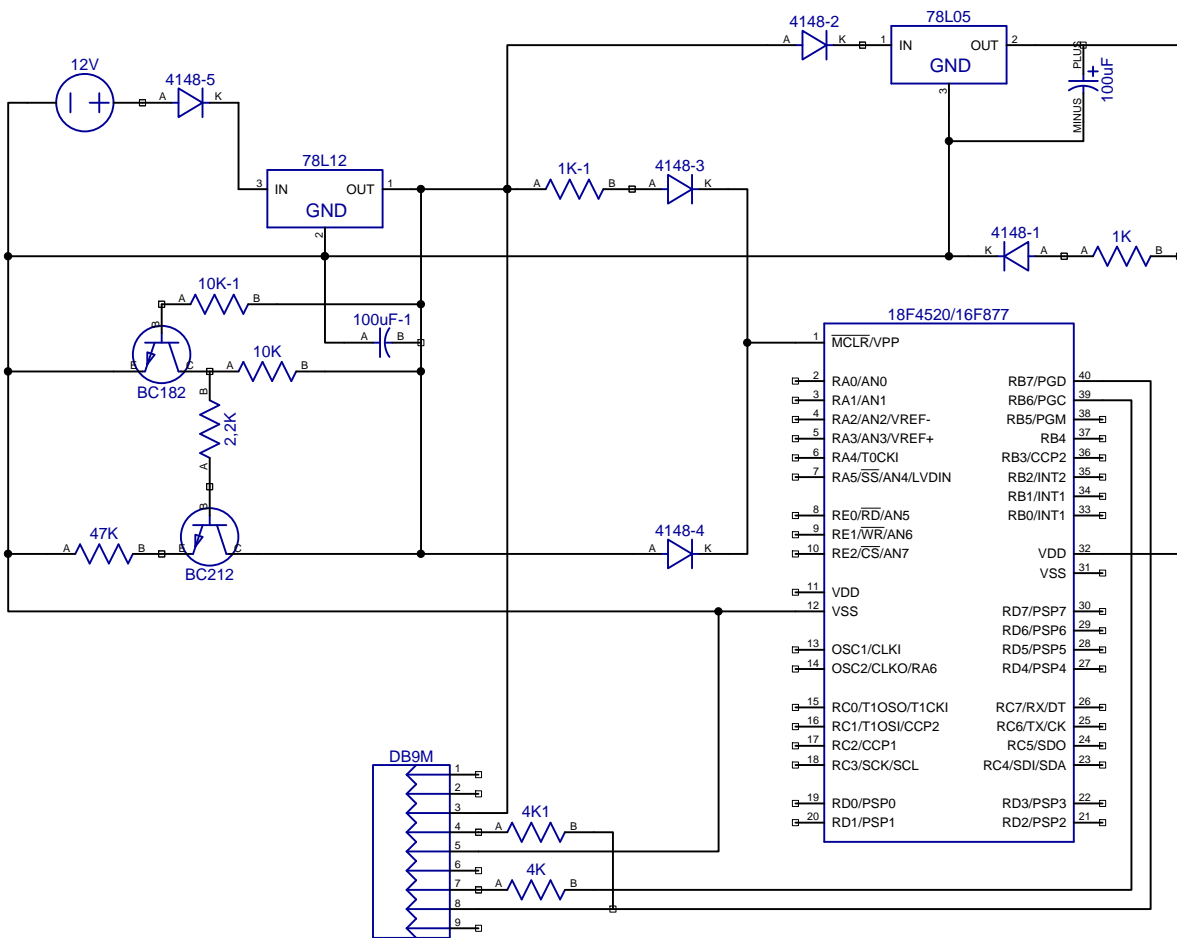 4148-2
78L05
A K 1 IN OUT 2
GND
3
PLUS
+
100uF
MINUS
12V
4148-5
A K
78L12
3 IN OUT 1
GND
2
1K-1
A B
4148-3
A K
4148-1
K A
1K
A B
10K-1
A B
100uF-1
A B
B
E C
BC182
10K
A B
B
2,2K
A
B
E C
BC212
47K
A B
4148-4
A K
18F4520/16F877
1 MCLR/VPP
2 RA0/AN0
3 RA1/AN1
4 RA2/AN2/VREF-
5 RA3/AN3/VREF+
6 RA4/T0CKI
7 RA5/SS/AN4/LVDIN
8 RE0/RD/AN5
9 RE1/WR/AN6
10 RE2/CS/AN7
11 VDD
12 VSS
13 OSC1/CLKI
14 OSC2/CLKO/RA6
15 RC0/T1OSO/T1CKI
16 RC1/T1OSI/CCP2
17 RC2/CCP1
18 RC3/SCK/SCL
19 RD0/PSP0
20 RD1/PSP1
RB7/PGD 40
RB6/PGC 39
RB5/PGM 38
RB4 37
RB3/CCP2 36
RB2/INT2 35
RB1/INT1 34
RB0/INT1 33
VDD 32
VSS 31
RD7/PSP7 30
RD6/PSP6 29
RD5/PSP5 28
RD4/PSP4 27
RC7/RX/DT 26
RC6/TX/CK 25
RC5/SDO 24
RC4/SDI/SDA 23
RD3/PSP3 22
RD2/PSP2 21
DB9M
1
2
3
4
5
6
7
8
9
4K1
A B
4K
A B